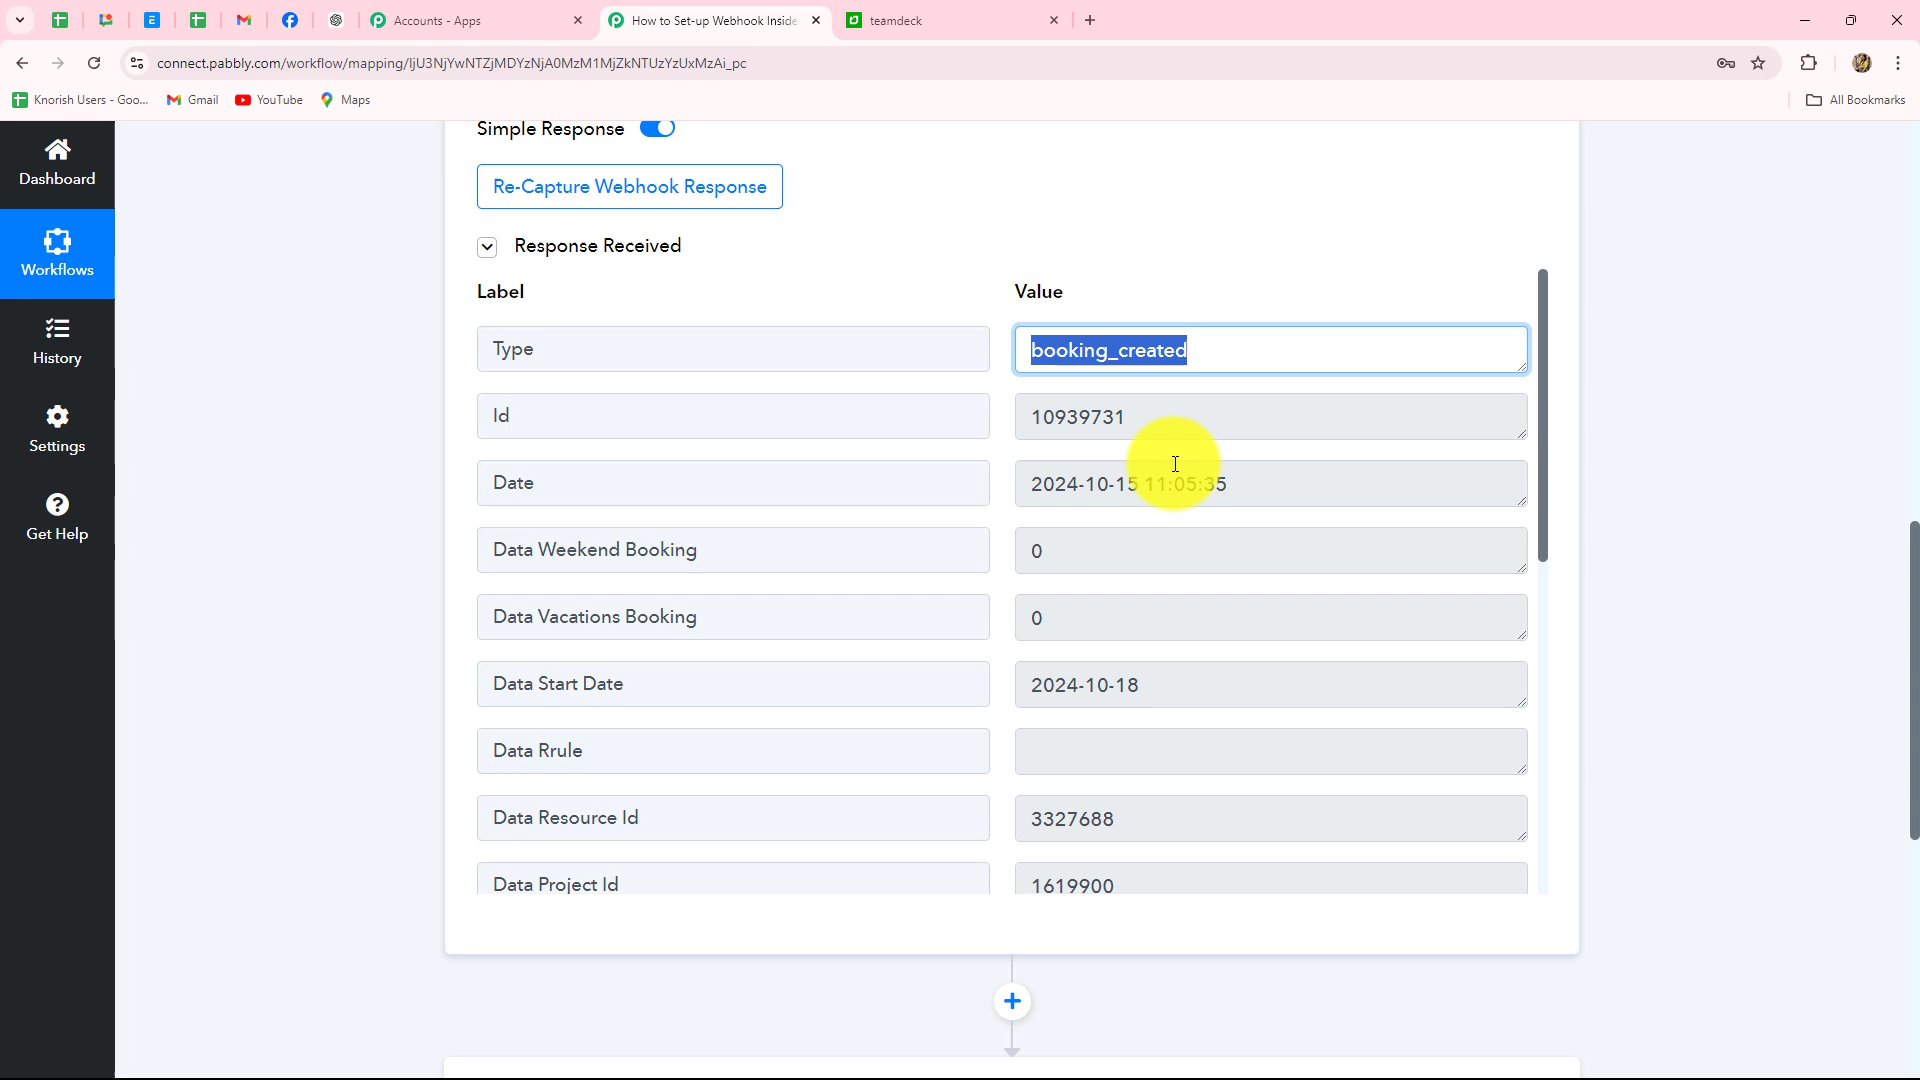 Accounts - Apps
How to Set-up Webhook Inside
teamdeck
connect.pabbly.com/workflow/mapping/IjU3NjYwNTZjMDYzNjA0MzM1MjZkNTUzYzUxMzAi_pc
Knorish Users - Goo...
Gmail
YouTube
Maps
All Bookmarks
Dashboard
Workflows
History
Settings
Get Help
Simple Response
Re-Capture Webhook Response
Response Received
Label Value
Type booking_created
Id 10939731
Date 2024-10-15 11:05:35
Data Weekend Booking 0
Data Vacations Booking 0
Data Start Date 2024-10-18
Data Rrule
Data Resource Id 3327688
Data Project Id 1619900